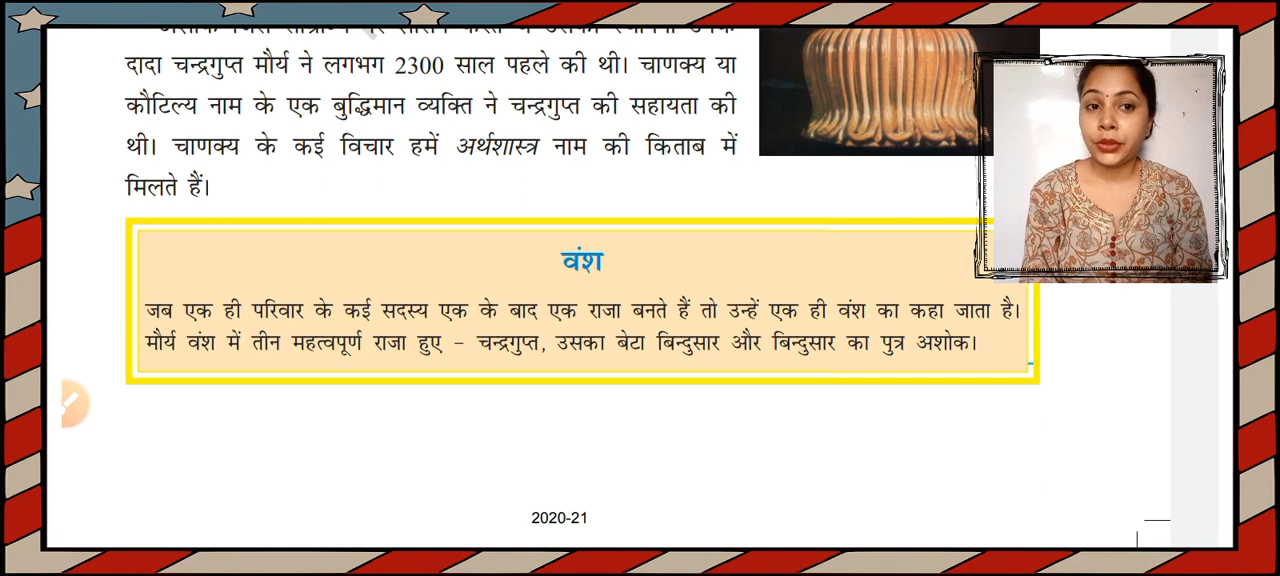 दादा चन्द्रगुप्त मौर्य ने लगभग 2300 साल पहले की थी। चाणक्य या
कौटिल्य नाम के एक बुद्धिमान व्यक्ति ने चन्द्रगुप्त की सहायता की
थी। चाणक्य के कई विचार हमें अर्थशास्त्र नाम की किताब में
मिलते हैं।
वंश
जब एक ही परिवार के कई सदस्य एक के बाद एक राजा बनते हैं तो उन्हें एक ही वंश का कहा जाता है।
मौर्य वंश में तीन महत्वपूर्ण राजा हुए – चन्द्रगुप्त, उसका बेटा बिन्दुसार और बिन्दुसार का पुत्र अशोक।
2020-21